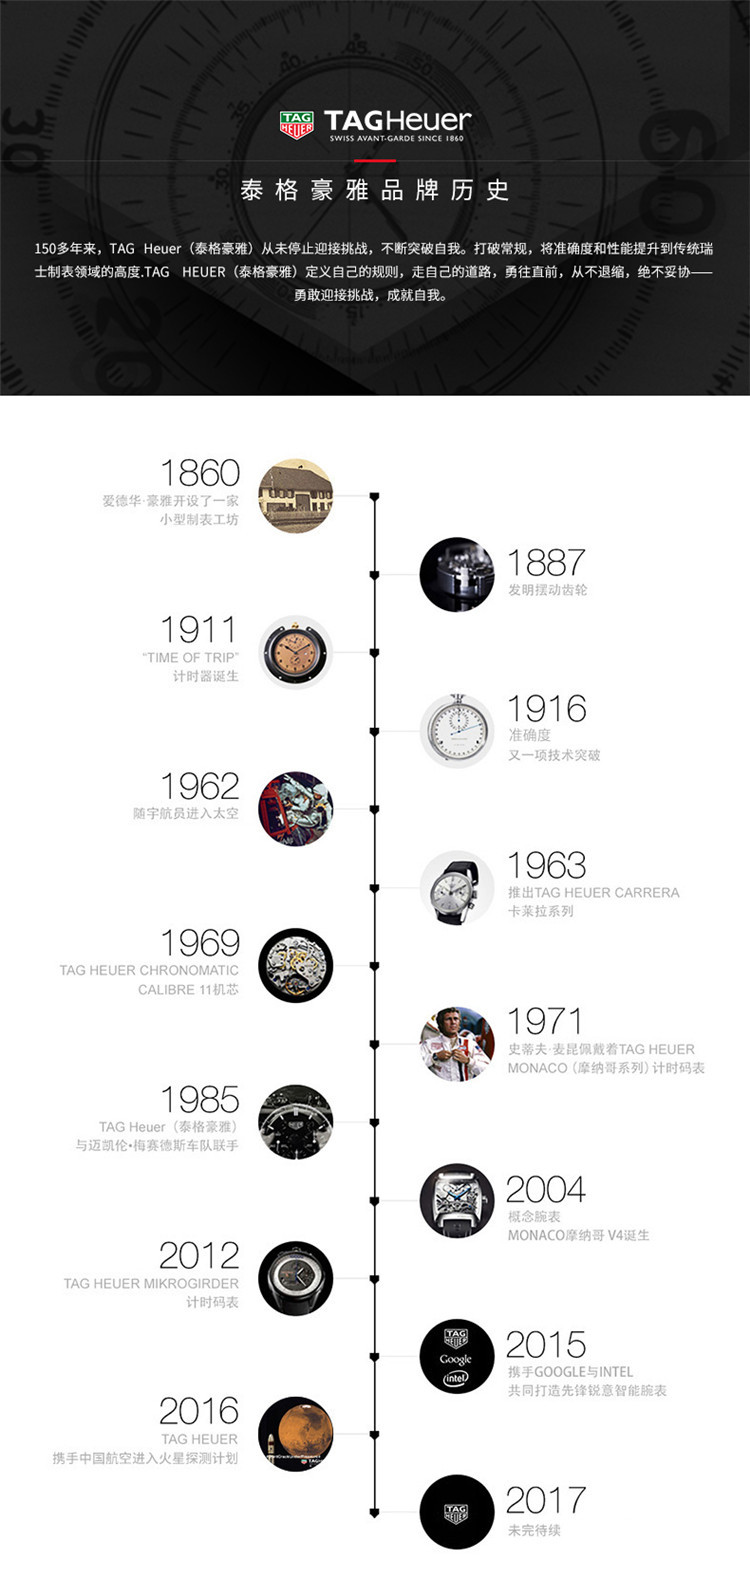 TAG
HEUER
TAGHeuer
SWISS AVANT-GARDE SINCE 1860
泰格豪雅品牌历史
150多年来，TAG Heuer（泰格豪雅）从未停止迎接挑战，不断突破自我。打破常规，将准确度和性能提升到传统瑞
士制表领域的高度.TAG HEUER（泰格豪雅）定义自己的规则，走自己的道路，勇往直前，从不退缩，绝不妥协——
勇敢迎接挑战，成就自我。
30
35
40
45
50
60
20
15
1860
爱德华·豪雅开设了一家
小型制表工坊
1887
发明摆动齿轮
1911
“TIME OF TRIP”
计时器诞生
1916
准确度
又一项技术突破
1962
随宇航员进入太空
1963
推出TAG HEUER CARRERA
卡莱拉系列
1969
TAG HEUER CHRONOMATIC
CALIBRE 11机芯
1971
史蒂夫·麦昆佩戴着TAG HEUER
MONACO（摩纳哥系列）计时码表
1985
TAG Heuer（泰格豪雅）
与迈凯伦•梅赛德斯车队联手
2004
概念腕表
MONACO摩纳哥 V4诞生
2012
TAG HEUER MIKROGIRDER
计时码表
2015
携手GOOGLE与INTEL
共同打造先锋锐意智能腕表
TAG
HEUER
Google
intel
2016
TAG HEUER
携手中国航空进入火星探测计划
2017
未完待续
TAG
HEUER